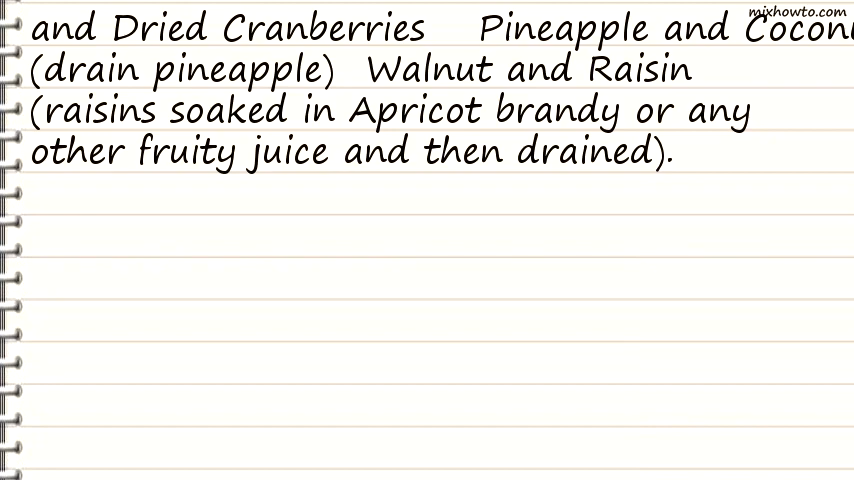 mixhowto.com
and Dried Cranberries Pineapple and
(drain pineapple) Walnut and Raisin
(raisins soaked in Apricot brandy or any
other fruity juice and then drained).